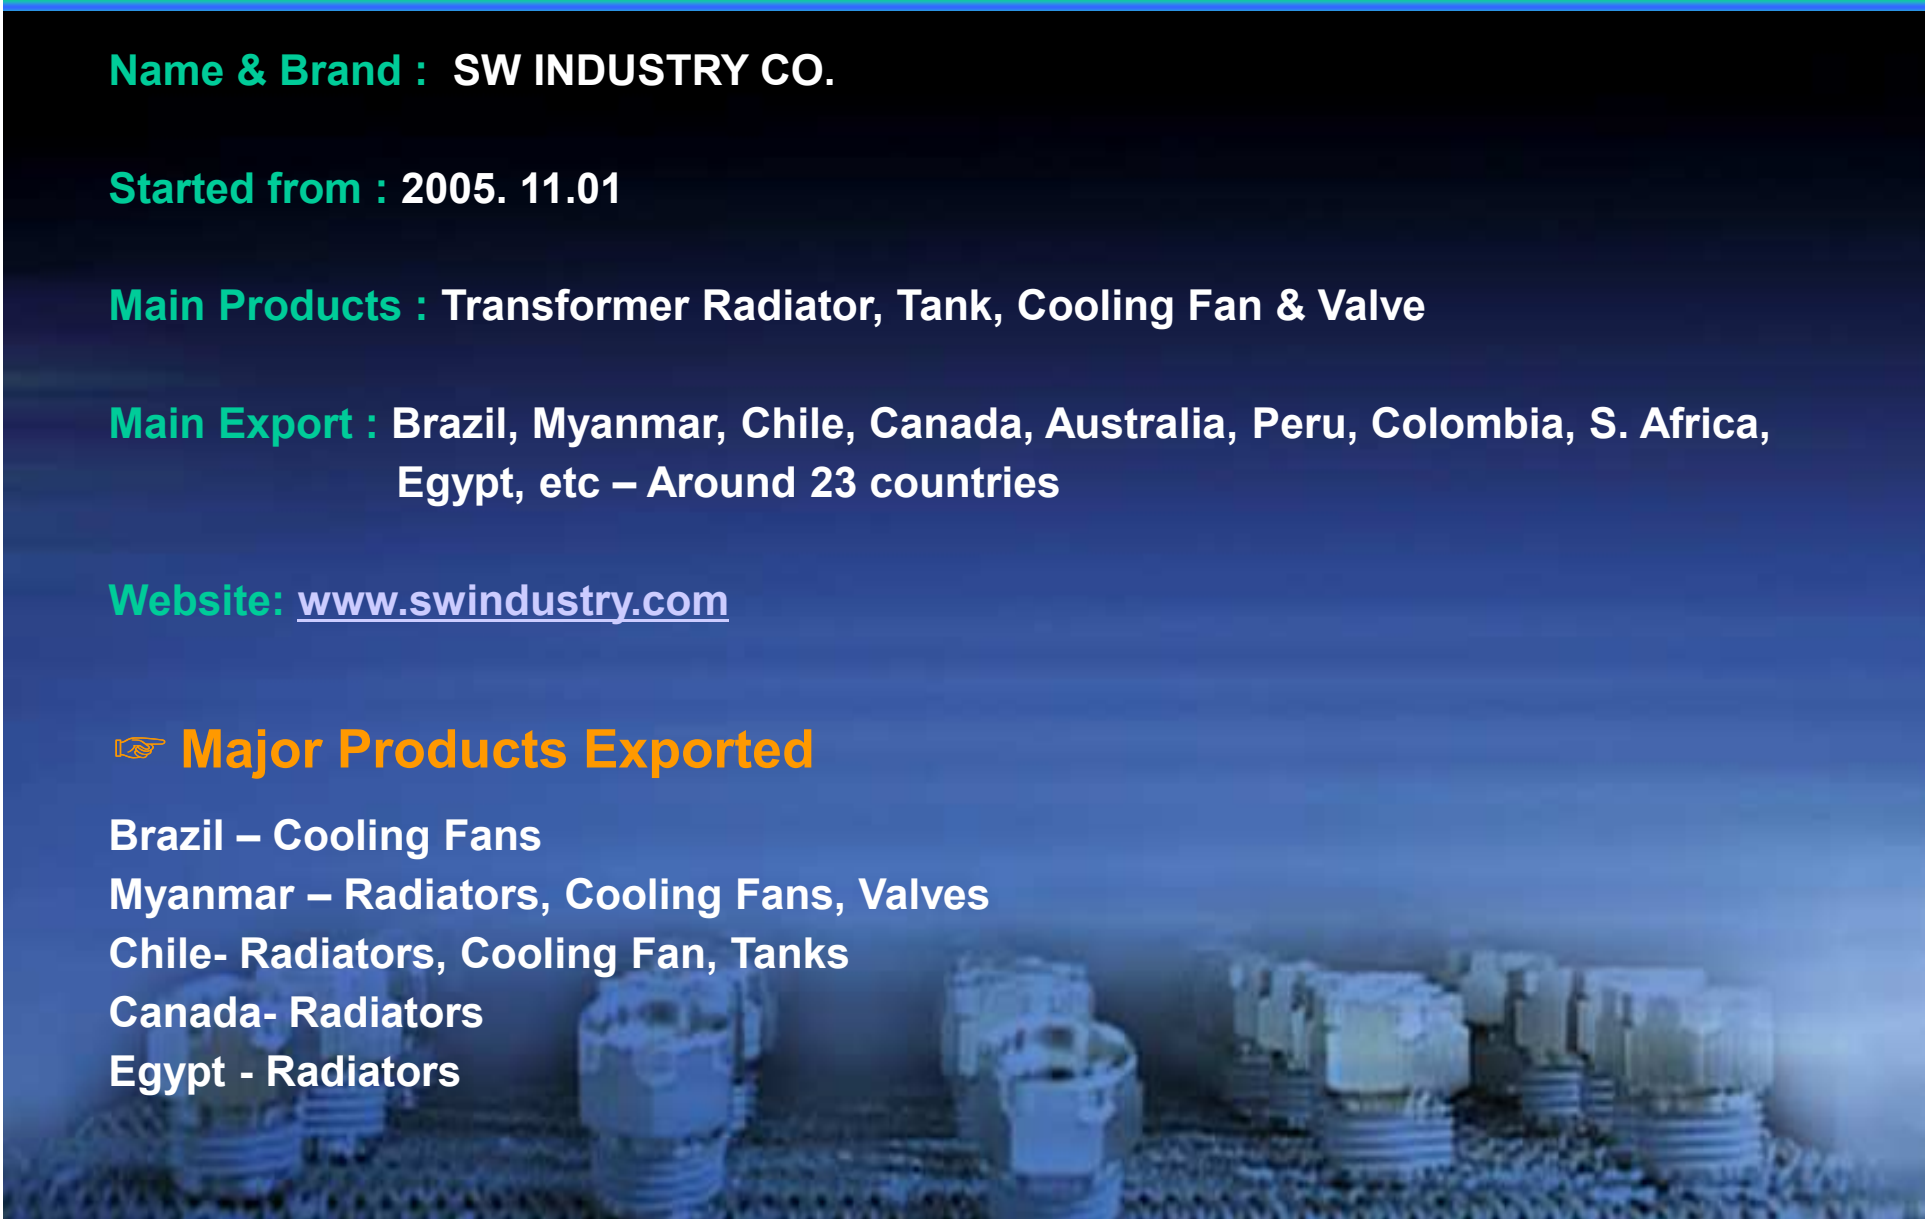 Name & Brand : SW INDUSTRY CO.
Started from : 2005. 11.01
Main Products : Transformer Radiator, Tank, Cooling Fan & Valve
Main Export : Brazil, Myanmar, Chile, Canada, Australia, Peru, Colombia, S. Africa,
Egypt, etc – Around 23 countries
Website: www.swindustry.com
☞ Major Products Exported
Brazil – Cooling Fans
Myanmar – Radiators, Cooling Fans, Valves
Chile- Radiators, Cooling Fan, Tanks
Canada- Radiators
Egypt - Radiators